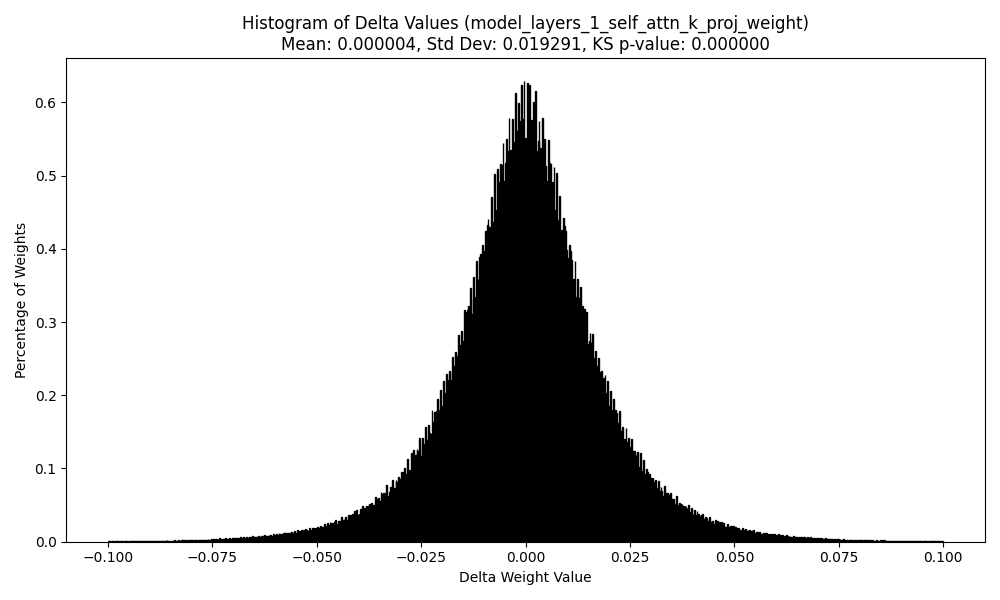 Histogram of Delta Values (model_layers_1_self_attn_k_proj_weight)
Mean: 0.000004, Std Dev: 0.019291, KS p-value: 0.000000
Percentage of Weights
0.6
0.5
0.4
0.3
0.2
0.1
0.0
−0.100 −0.075 −0.050 −0.025 0.000 0.025 0.050 0.075 0.100
Delta Weight Value